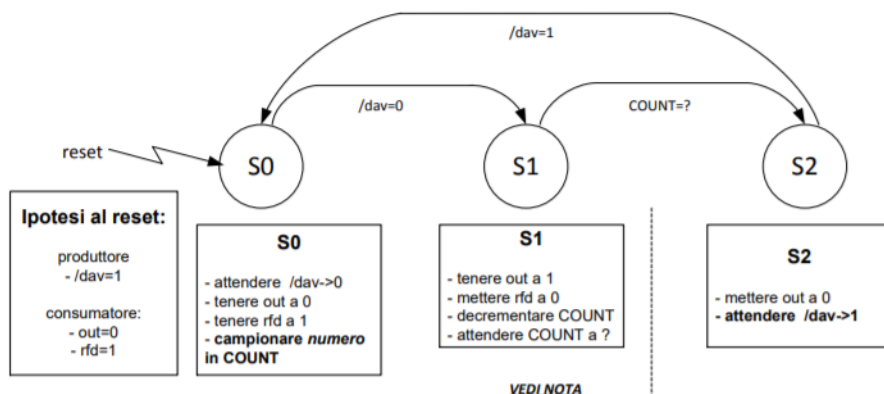 /dav=1
/dav=0
COUNT=?
reset
S0
S1
S2
Ipotesi al reset:
produttore
- /dav=1
consumatore:
- out=0
- rfd=1
S0
- attendere /dav->0
- tenere out a 0
- tenere rfd a 1
- campionare numero
in COUNT
S1
- tenere out a 1
- mettere rfd a 0
- decrementare COUNT
- attendere COUNT a ?
S2
- mettere out a 0
- attendere /dav->1
VEDI NOTA